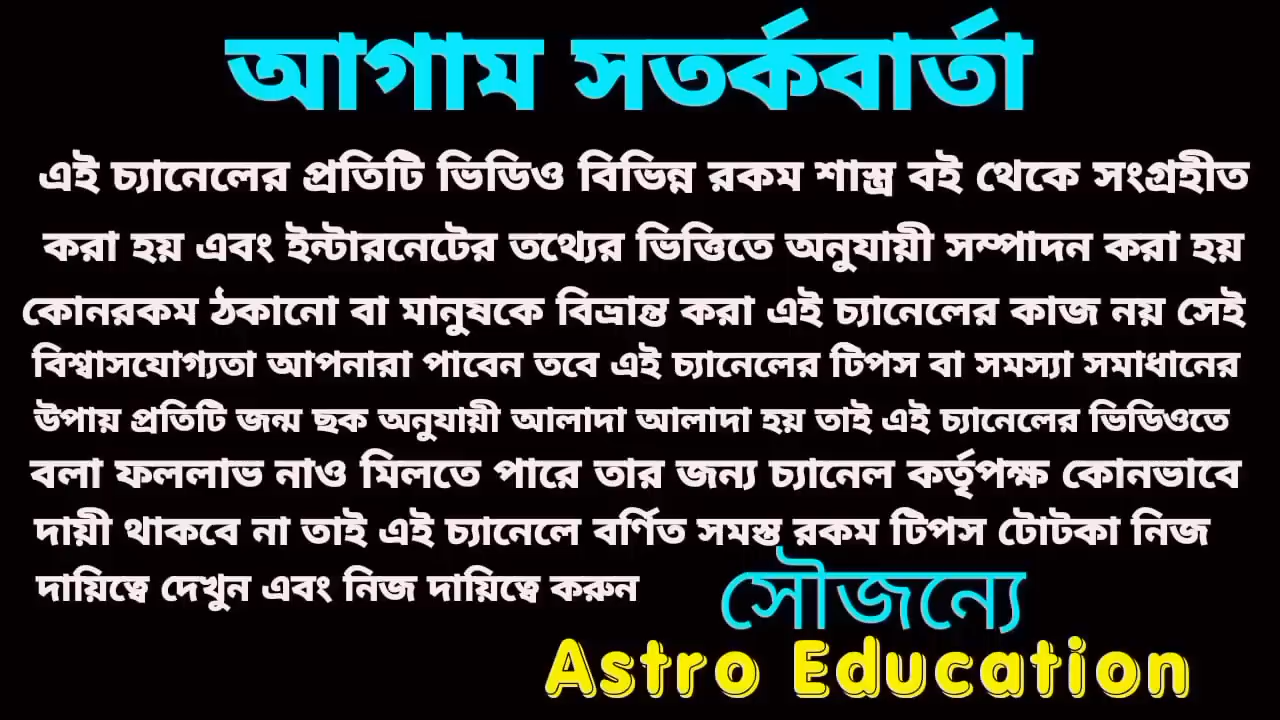 আগাম সতর্কবার্তা
এই চ্যানেলের প্রতিটি ভিডিও বিভিন্ন রকম শাস্ত্র বই থেকে সংগ্রহীত
করা হয় এবং ইন্টারনেটের তথ্যের ভিত্তিতে অনুযায়ী সম্পাদন করা হয়
কোনরকম ঠকানো বা মানুষকে বিভ্রান্ত করা এই চ্যানেলের কাজ নয় সেই
বিশ্বাসযোগ্যতা আপনারা পাবেন তবে এই চ্যানেলের টিপস বা সমস্যা সমাধানের
উপায় প্রতিটি জন্ম ছক অনুযায়ী আলাদা আলাদা হয় তাই এই চ্যানেলের ভিডিওতে
বলা ফললাভ নাও মিলতে পারে তার জন্য চ্যানেল কর্তৃপক্ষ কোনভাবে
দায়ী থাকবে না তাই এই চ্যানেলে বর্ণিত সমস্ত রকম টিপস টোটকা নিজ
দায়িত্বে দেখুন এবং নিজ দায়িত্বে করুন
সৌজন্যে
Astro Education